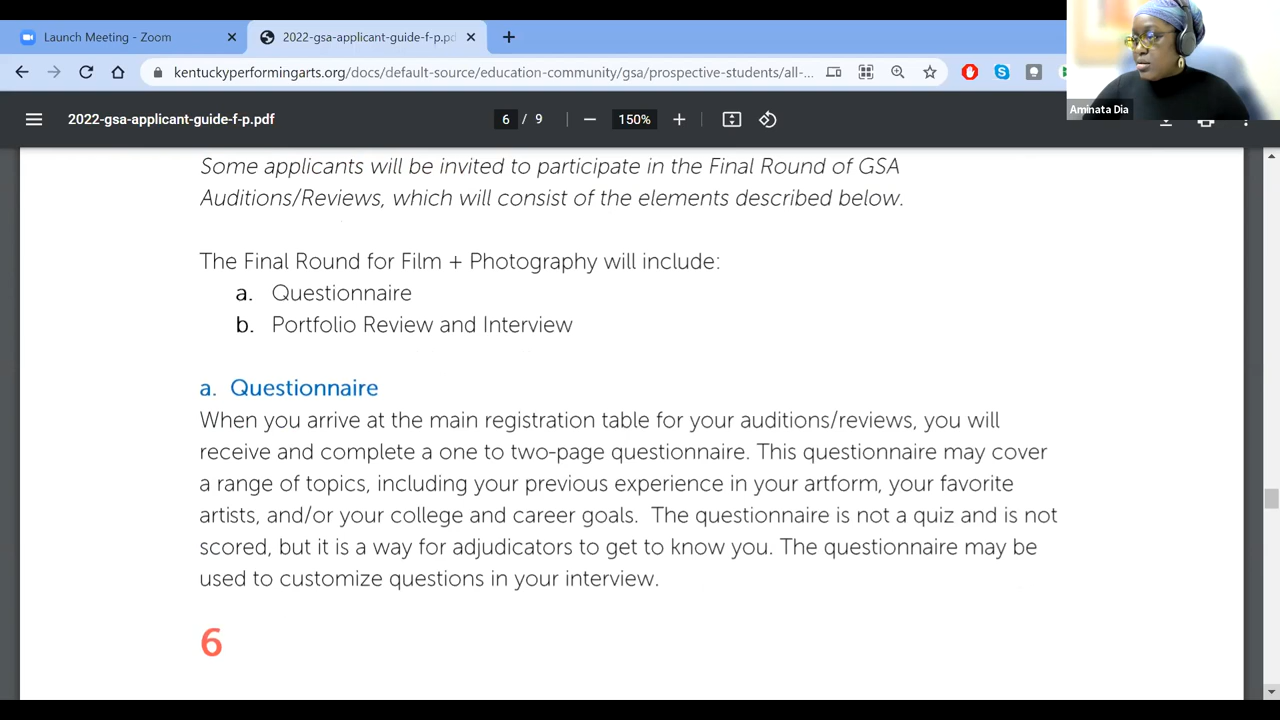 Launch Meeting - Zoom
2022-gsa-applicant-guide-f-p.pdf
kentuckyperformingarts.org/docs/default-source/education-community/gsa/prospective-students/all-...
Aminata Dia
2022-gsa-applicant-guide-f-p.pdf
6 / 9
150%
Some applicants will be invited to participate in the Final Round of GSA
Auditions/Reviews, which will consist of the elements described below.
The Final Round for Film + Photography will include:
a. Questionnaire
b. Portfolio Review and Interview
a. Questionnaire
When you arrive at the main registration table for your auditions/reviews, you will
receive and complete a one to two-page questionnaire. This questionnaire may cover
a range of topics, including your previous experience in your artform, your favorite
artists, and/or your college and career goals.  The questionnaire is not a quiz and is not
scored, but it is a way for adjudicators to get to know you. The questionnaire may be
used to customize questions in your interview.
6